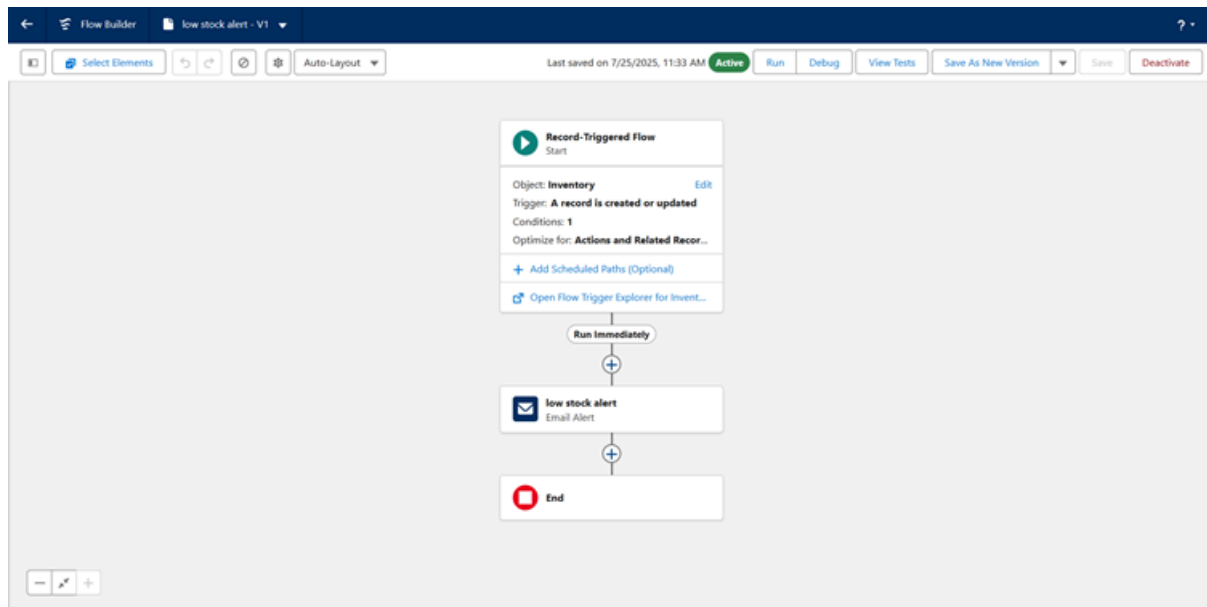 Flow Builder low stock alert - V1 ?
Select Elements Auto-Layout Last saved on 7/25/2025, 11:33 AM Active Run Debug View Tests Save As New Version Save Deactivate
Record-Triggered Flow
Start
Object: Inventory Edit
Trigger: A record is created or updated
Conditions: 1
Optimize for: Actions and Related Recor...
+ Add Scheduled Paths (Optional)
Open Flow Trigger Explorer for Invent...
Run Immediately
low stock alert
Email Alert
End